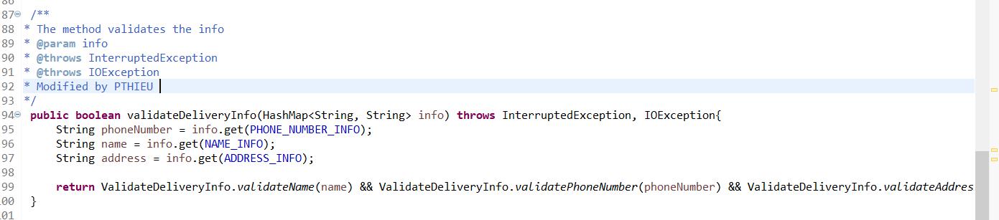 86
87 /**
88 * The method validates the info
89 * @param info
90 * @throws InterruptedException
91 * @throws IOException
92 * Modified by PTHIEU
93 */
94 public boolean validateDeliveryInfo(HashMap<String, String> info) throws InterruptedException, IOException{
95 String phoneNumber = info.get(PHONE_NUMBER_INFO);
96 String name = info.get(NAME_INFO);
97 String address = info.get(ADDRESS_INFO);
98
99 return ValidateDeliveryInfo.validateName(name) && ValidateDeliveryInfo.validatePhoneNumber(phoneNumber) && ValidateDeliveryInfo.validateAddres
100 }
101